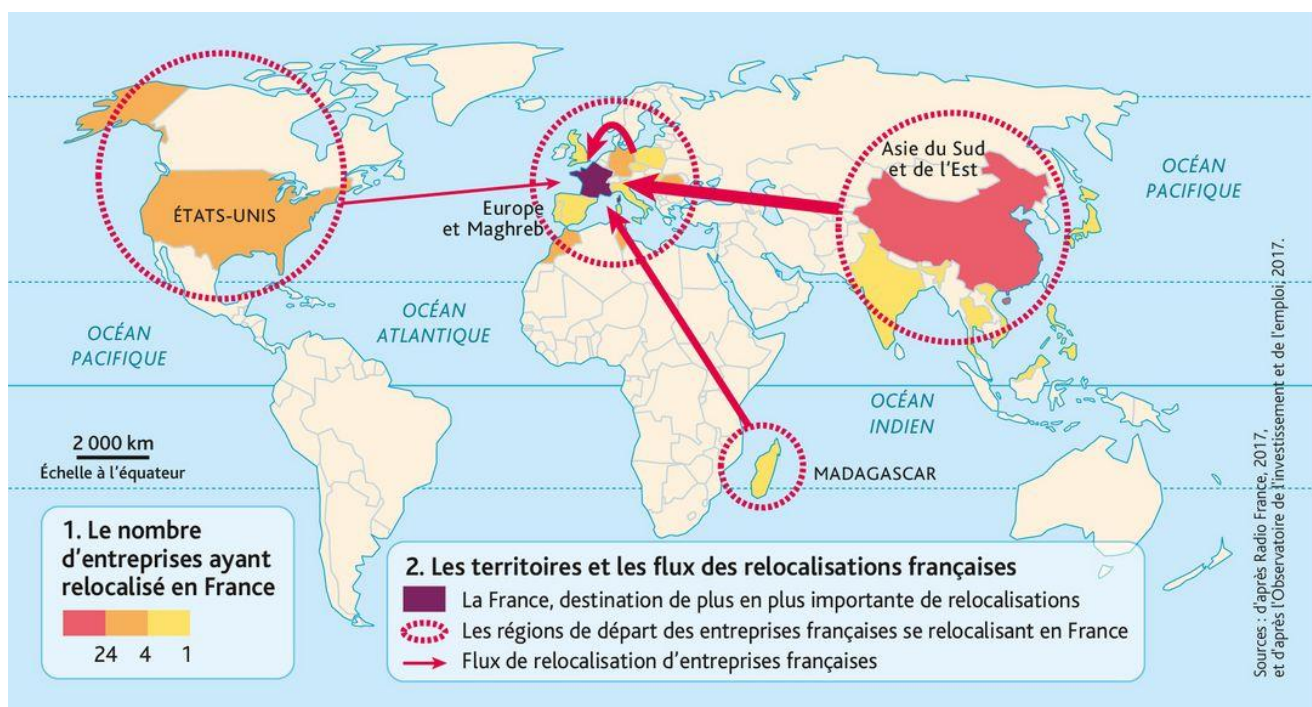 ÉTATS-UNIS
Europe
et Maghreb
Asie du Sud
et de l'Est
OCÉAN
PACIFIQUE
OCÉAN
PACIFIQUE
OCÉAN
ATLANTIQUE
OCÉAN
INDIEN
MADAGASCAR
2 000 km
Échelle à l'équateur
1. Le nombre
d'entreprises ayant
relocalisé en France
24 4 1
2. Les territoires et les flux des relocalisations françaises
La France, destination de plus en plus importante de relocalisations
Les régions de départ des entreprises françaises se relocalisant en France
Flux de relocalisation d'entreprises françaises
Sources : d'après Radio France, 2017,
et d'après l'Observatoire de l'investissement et de l'emploi, 2017.